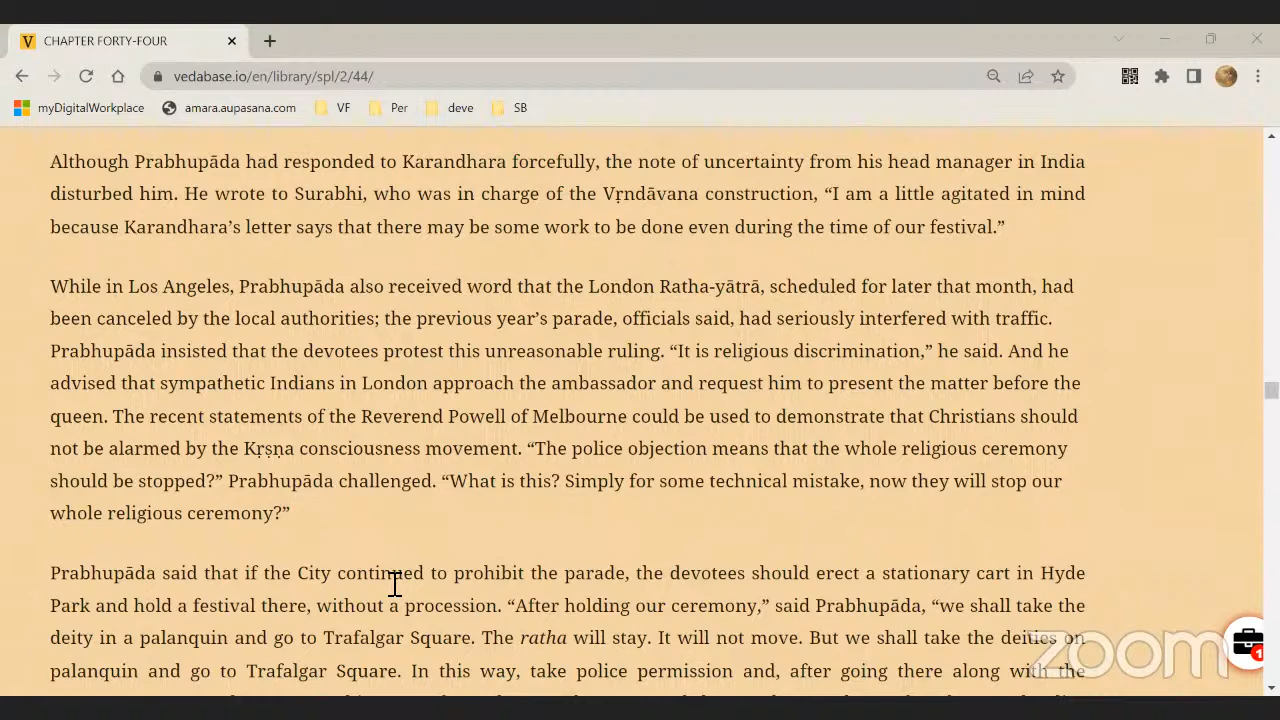 CHAPTER FORTY-FOUR
vedabase.io/en/library/spl/2/44/
myDigitalWorkplace amara.aupasana.com VF Per deve SB
Although Prabhupāda had responded to Karandhara forcefully, the note of uncertainty from his head manager in India
disturbed him. He wrote to Surabhi, who was in charge of the Vṛndāvana construction, “I am a little agitated in mind
because Karandhara’s letter says that there may be some work to be done even during the time of our festival.”
While in Los Angeles, Prabhupāda also received word that the London Ratha-yātrā, scheduled for later that month, had
been canceled by the local authorities; the previous year’s parade, officials said, had seriously interfered with traffic.
Prabhupāda insisted that the devotees protest this unreasonable ruling. “It is religious discrimination,” he said. And he
advised that sympathetic Indians in London approach the ambassador and request him to present the matter before the
queen. The recent statements of the Reverend Powell of Melbourne could be used to demonstrate that Christians should
not be alarmed by the Kṛṣṇa consciousness movement. “The police objection means that the whole religious ceremony
should be stopped?” Prabhupāda challenged. “What is this? Simply for some technical mistake, now they will stop our
whole religious ceremony?”
Prabhupāda said that if the City continued to prohibit the parade, the devotees should erect a stationary cart in Hyde
Park and hold a festival there, without a procession. “After holding our ceremony,” said Prabhupāda, “we shall take the
deity in a palanquin and go to Trafalgar Square. The ratha will stay. It will not move. But we shall take the deities on
palanquin and go to Trafalgar Square. In this way, take police permission and, after going there along with the
zoom
1